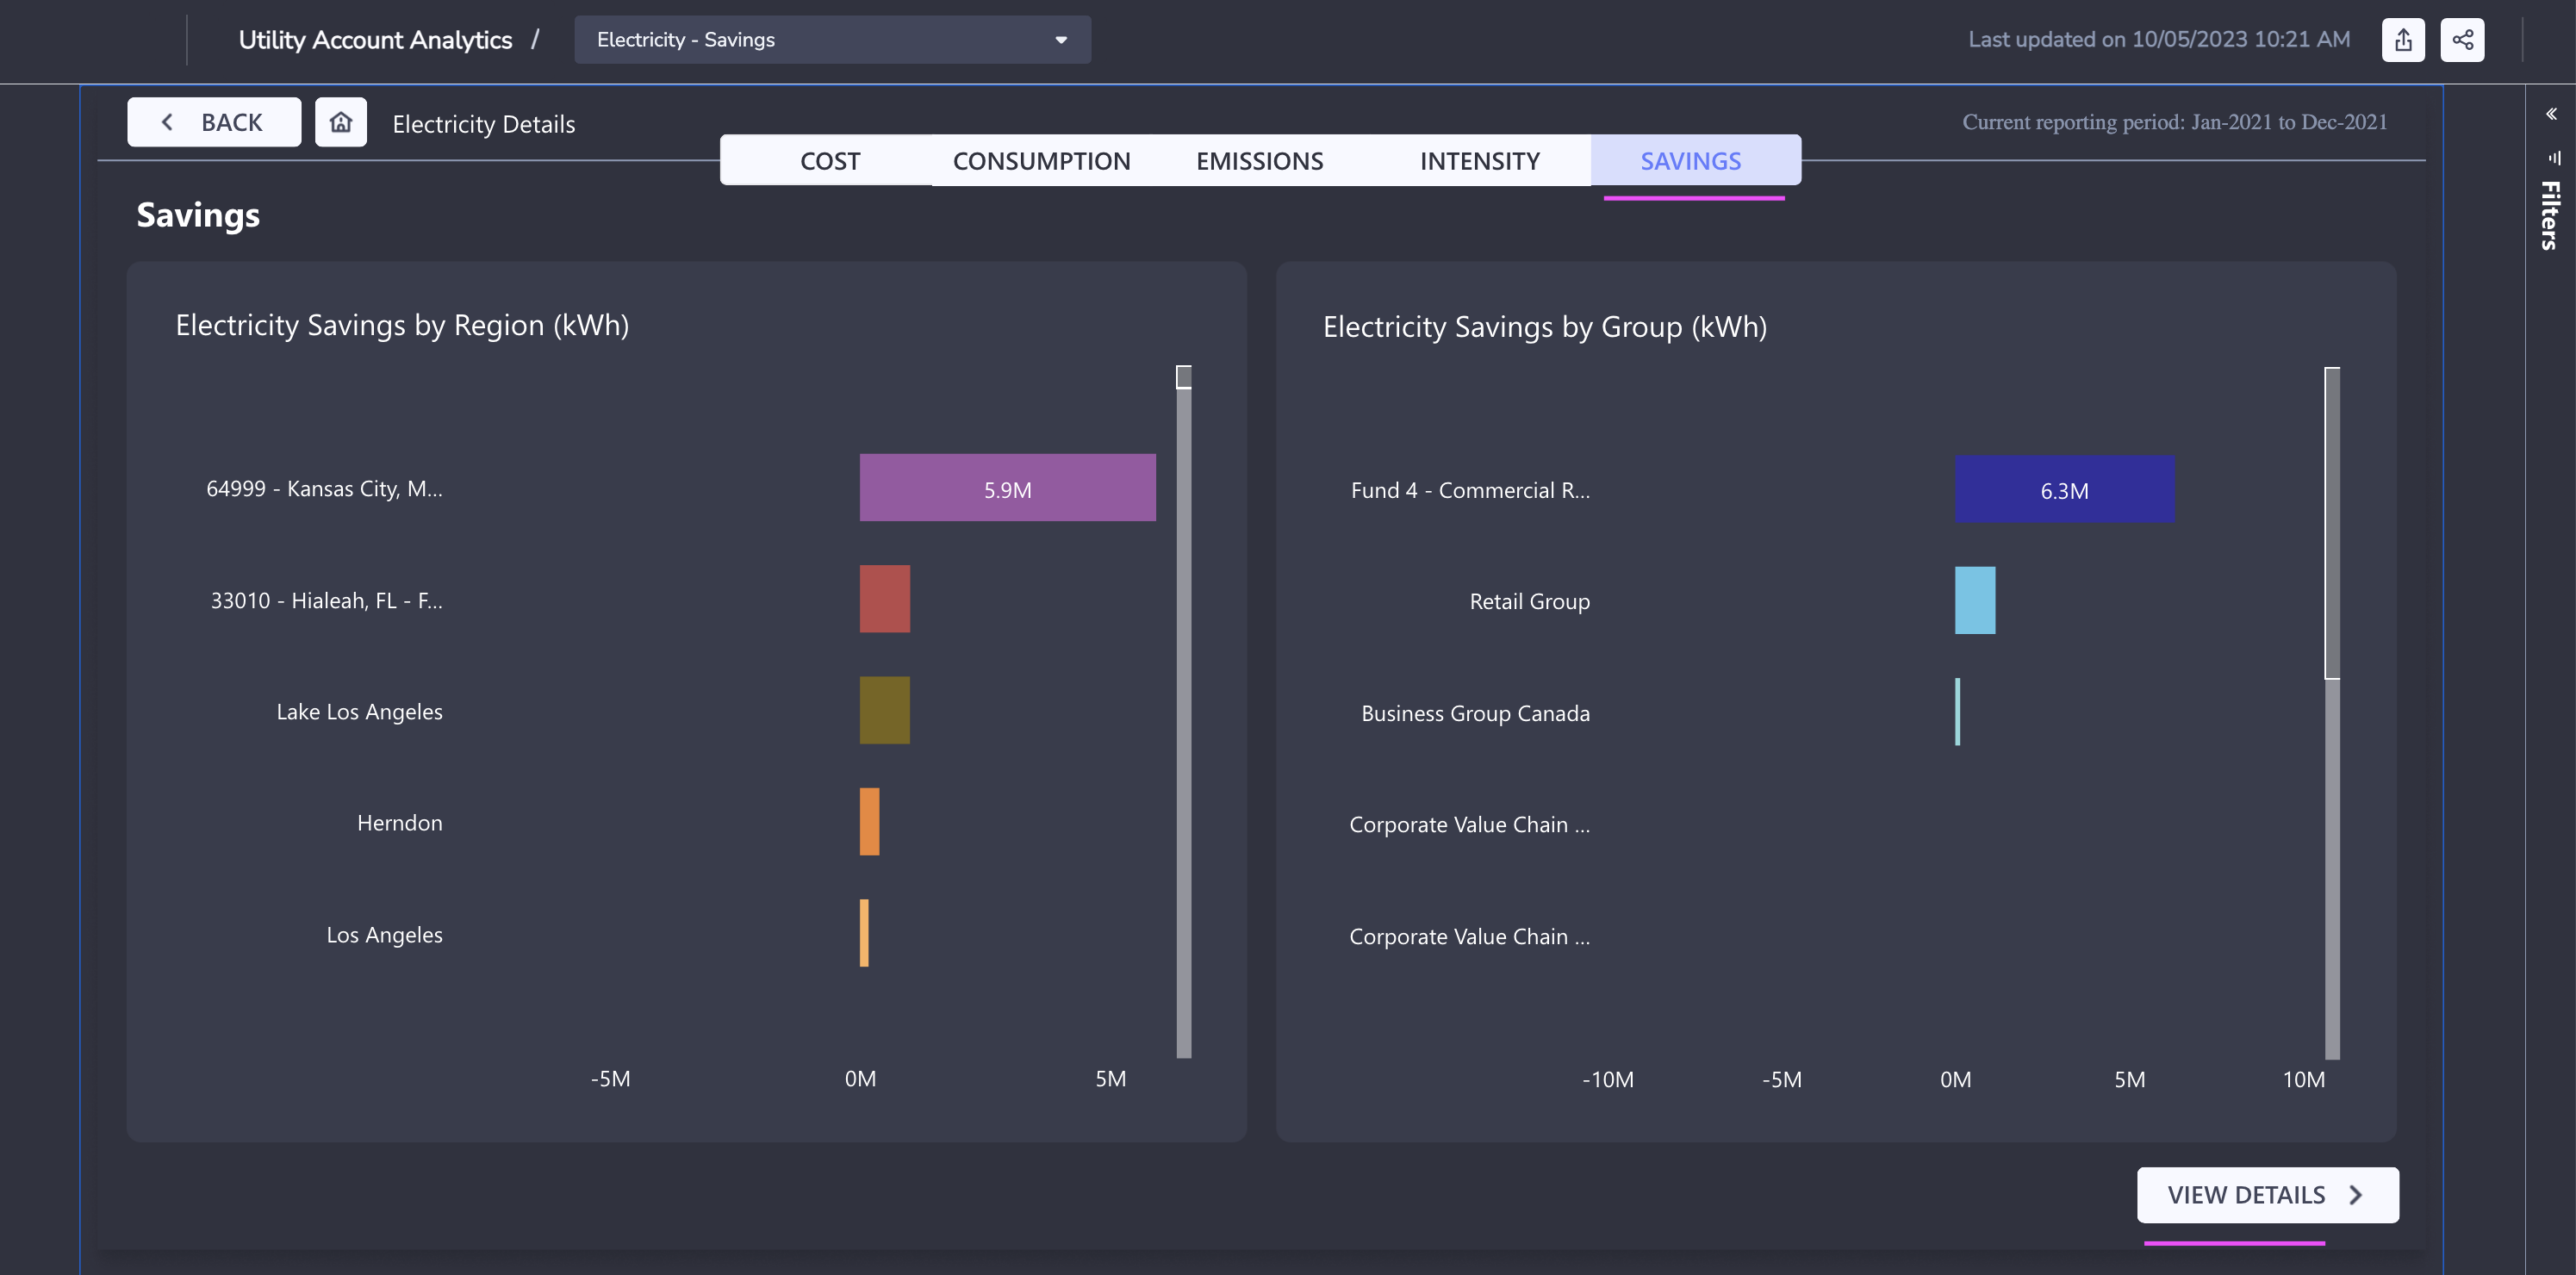 Utility Account Analytics / Electricity - Savings
Last updated on 10/05/2023 10:21 AM
BACK
Electricity Details
Current reporting period: Jan-2021 to Dec-2021
COST CONSUMPTION EMISSIONS INTENSITY SAVINGS
Filters
Savings
Electricity Savings by Region (kWh)
64999 - Kansas City, M...
5.9M
33010 - Hialeah, FL - F...
Lake Los Angeles
Herndon
Los Angeles
-5M 0M 5M
Electricity Savings by Group (kWh)
Fund 4 - Commercial R...
6.3M
Retail Group
Business Group Canada
Corporate Value Chain ...
Corporate Value Chain ...
-10M -5M 0M 5M 10M
VIEW DETAILS